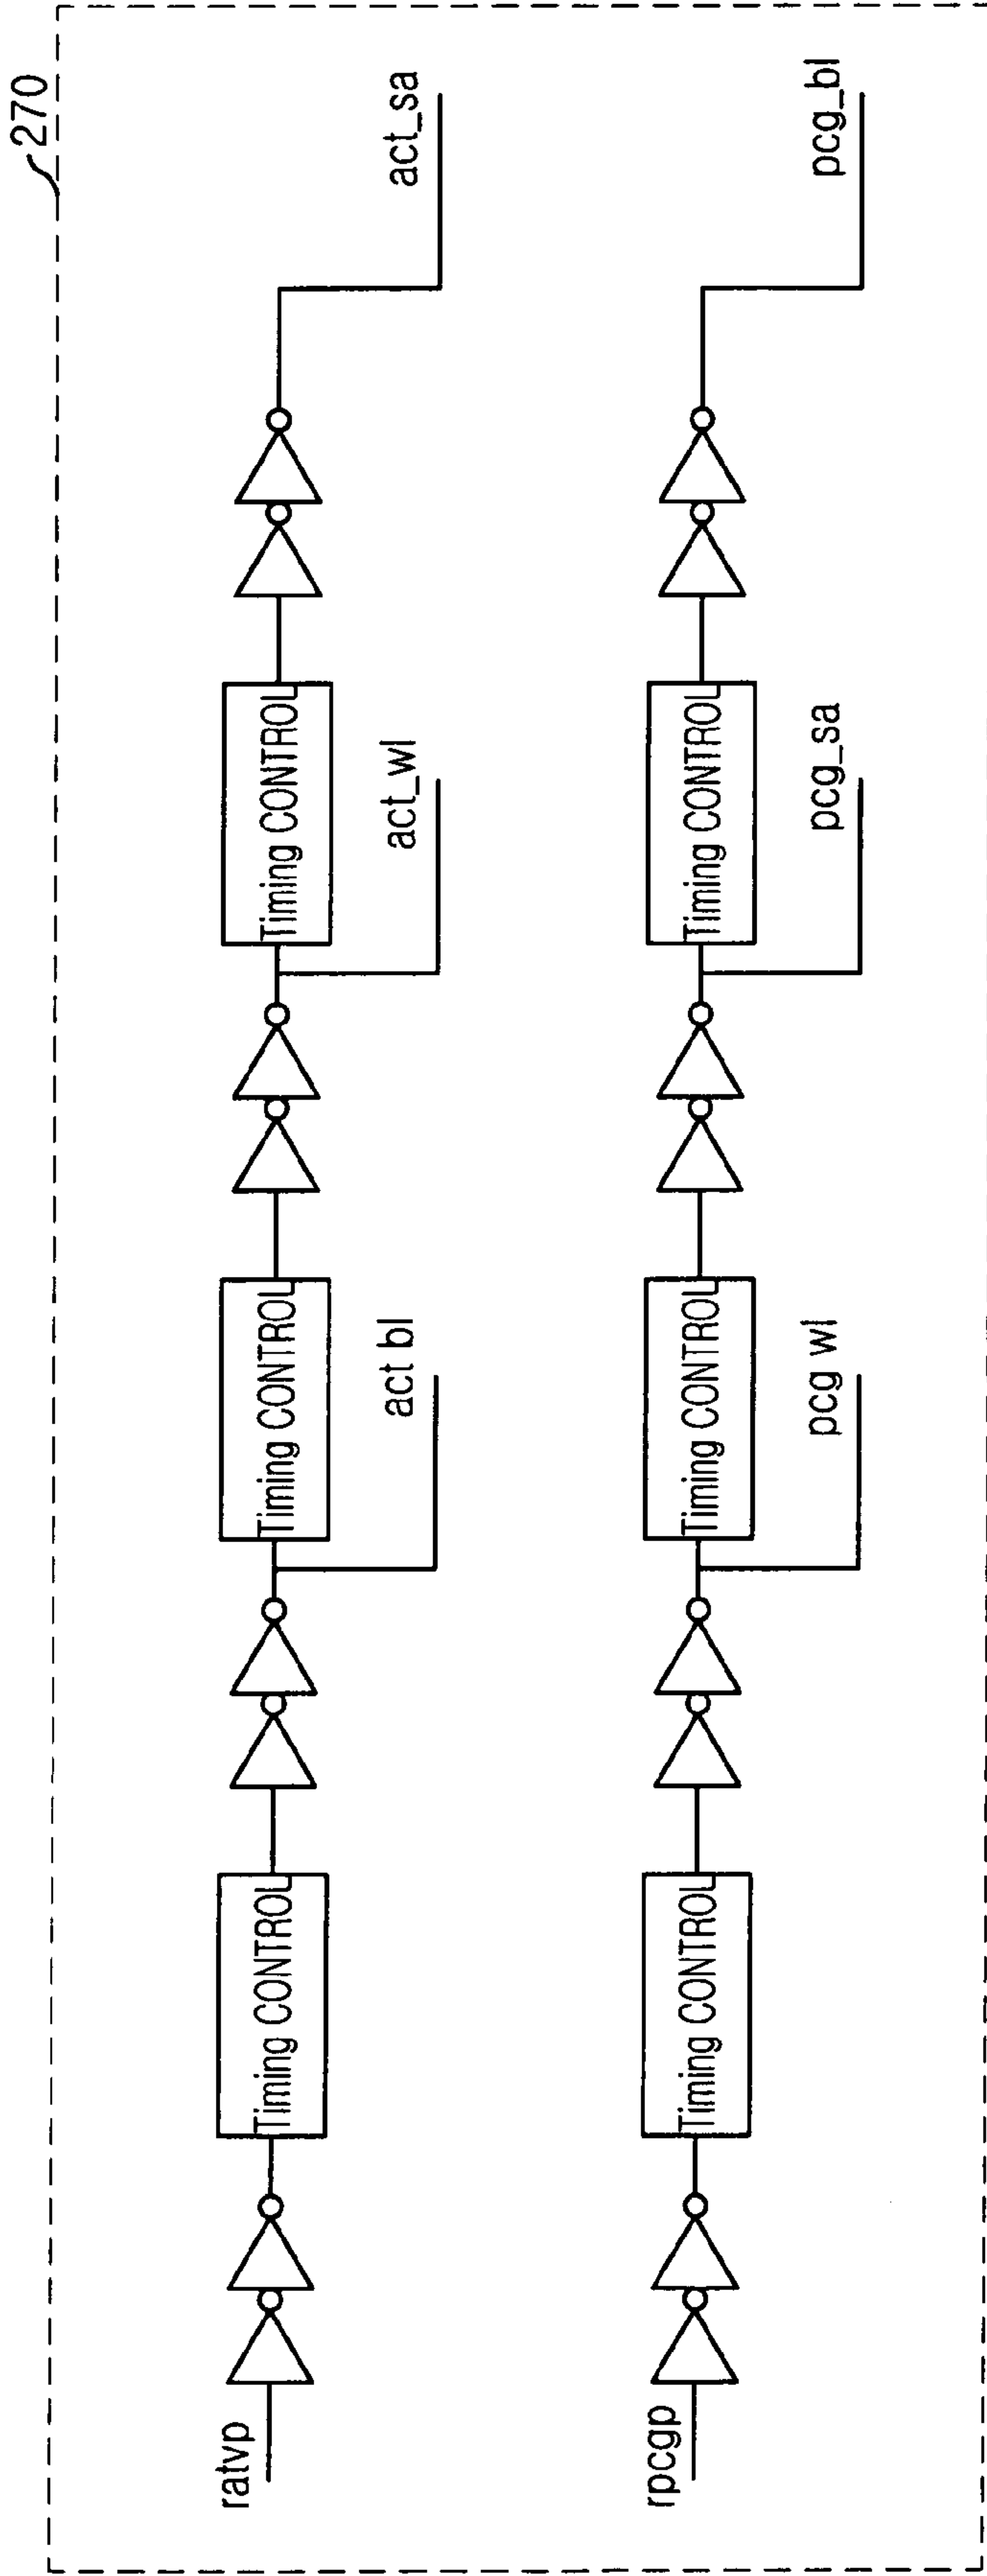 270
ratvp
Timing CONTROL
act bl
Timing CONTROL
act_wl
Timing CONTROL
act_sa
rpcgp
Timing CONTROL
pcg wl
Timing CONTROL
pcg_sa
Timing CONTROL
pcg_bl